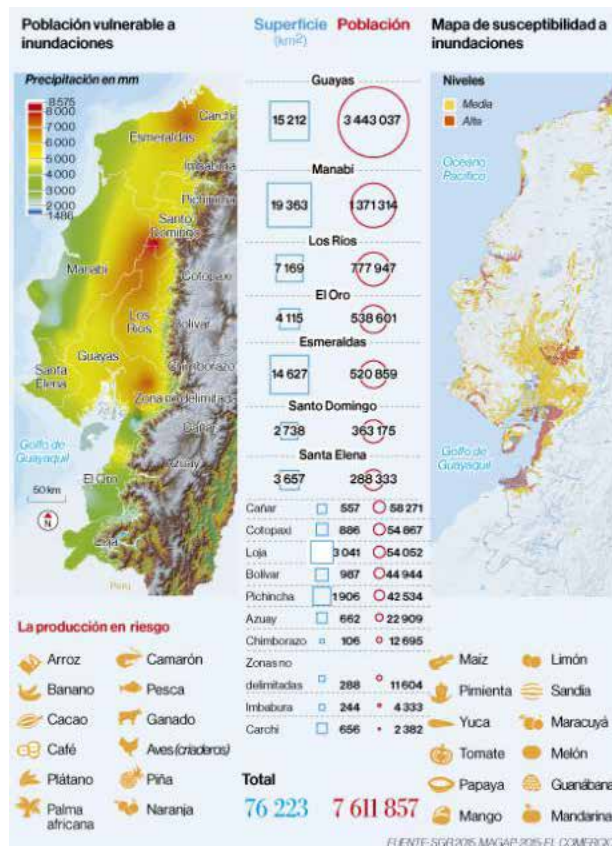 Población vulnerable a
inundaciones
Superficie
(km2)
Población
Mapa de susceptibilidad a
inundaciones
Precipitación en mm
8575
8000
7000
6000
5000
4000
3000
2000
1486
Carchi
Esmeraldas
Imbabura
Pichincha
Santo
Domingo
Manabí
Cotopaxi
Los
Ríos
Bolívar
Guayas
Santa
Elena
Chimborazo
Zona no delimitada
Cañar
Golfo de
Guayaquil
Azuay
El Oro
50 km
N
Loja
Perú
Guayas
15 212 3 443 037
Manabí
19 363 1 371 314
Los Ríos
7 169 777 947
El Oro
4 115 538 601
Esmeraldas
14 627 520 859
Santo Domingo
2 738 363 175
Santa Elena
3 657 288 333
Cañar 557 58 271
Cotopaxi 886 54 867
Loja 3 041 54 052
Bolívar 987 44 944
Pichincha 1 906 42 534
Azuay 662 22 909
Chimborazo 106 12 695
Zonas no
delimitadas 288 11 604
Imbabura 244 4 333
Carchi 656 2 382
Total
76 223 7 611 857
Niveles
Media
Alta
Océano
Pacífico
Golfo de
Guayaquil
La producción en riesgo
Arroz
Banano
Cacao
Café
Plátano
Palma
africana
Camarón
Pesca
Ganado
Aves (criaderos)
Piña
Naranja
Maíz
Pimienta
Yuca
Tomate
Papaya
Mango
Limón
Sandía
Maracuyá
Melón
Guanábana
Mandarina
FUENTE: SGR 2015, MAGAP, 2015-EL COMERCIO